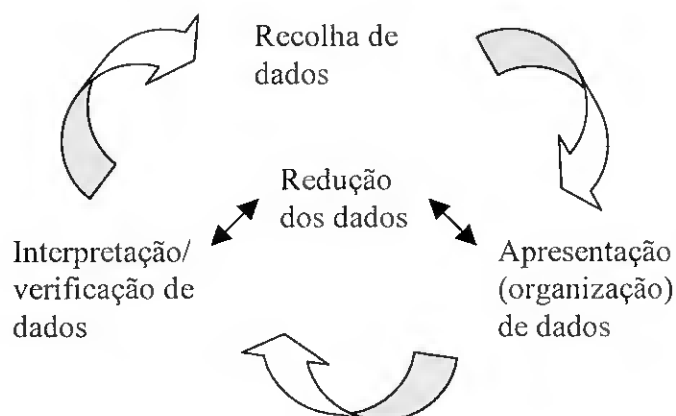 Recolha de
dados
Redução
dos dados
Interpretação/
verificação de
dados
Apresentação
(organização)
de dados